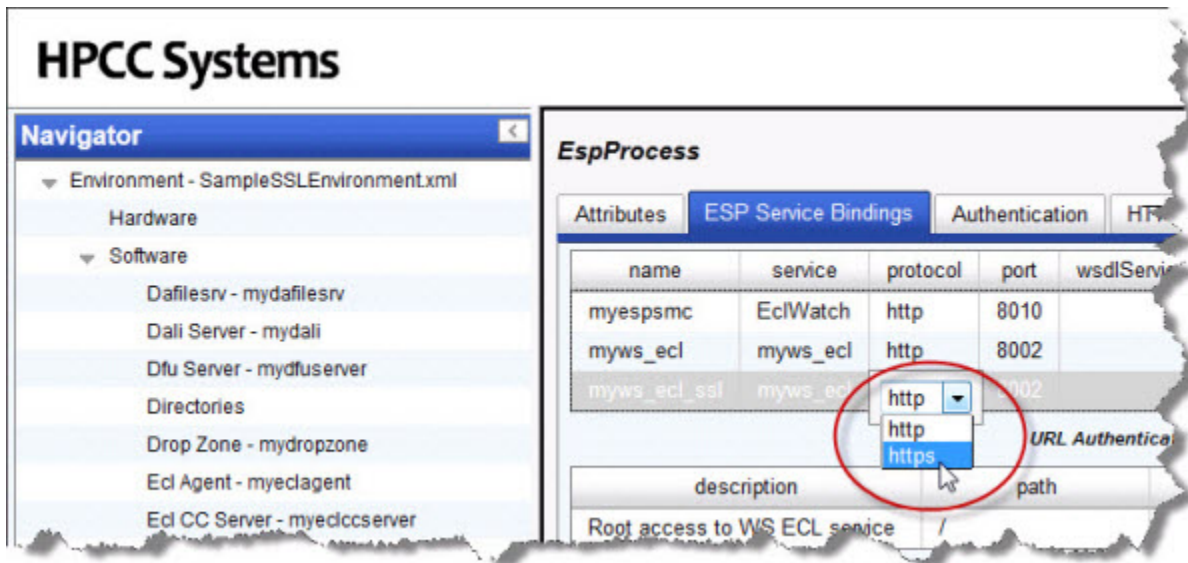 HPCC Systems
Navigator
Environment - SampleSSLEnvironment.xml
Hardware
Software
Dafilesrv - mydafilesrv
Dali Server - mydali
Dfu Server - mydfuserver
Directories
Drop Zone - mydropzone
Ecl Agent - myeclagent
Ecl CC Server - myeclccserver
EspProcess
Attributes ESP Service Bindings Authentication
name service protocol port
myespsmc EclWatch http 8010
myws_ecl myws_ecl http 8002
myws_ecl_ssl myws_ecl http
http
https
URL
description path
Root access to WS ECL service /